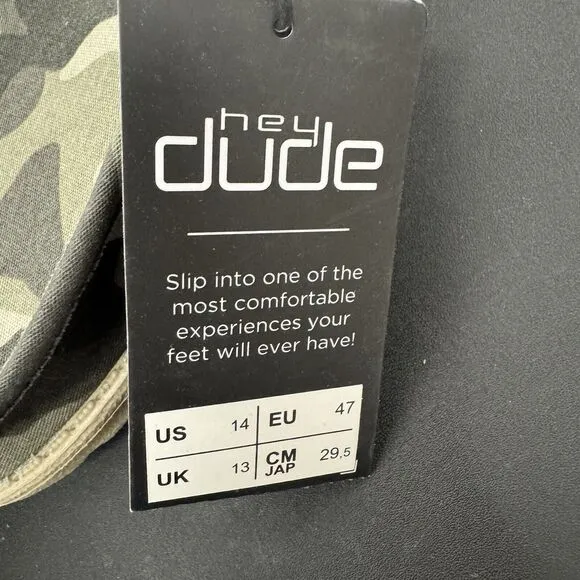 hey
dude
Slip into one of the
most comfortable
experiences your
feet will ever have!
US 14 EU 47
UK 13 CM JAP 29,5